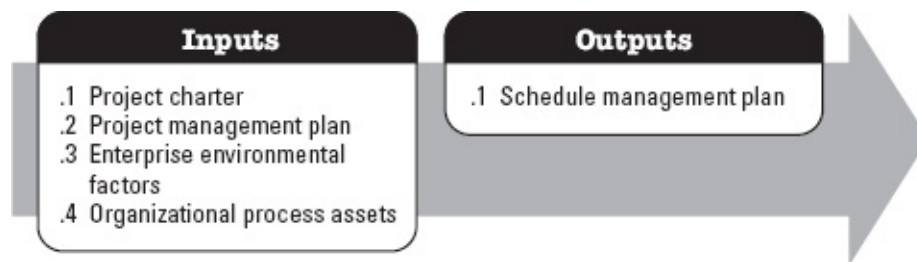 Inputs
.1 Project charter
.2 Project management plan
.3 Enterprise environmental
factors
.4 Organizational process assets
Outputs
.1 Schedule management plan